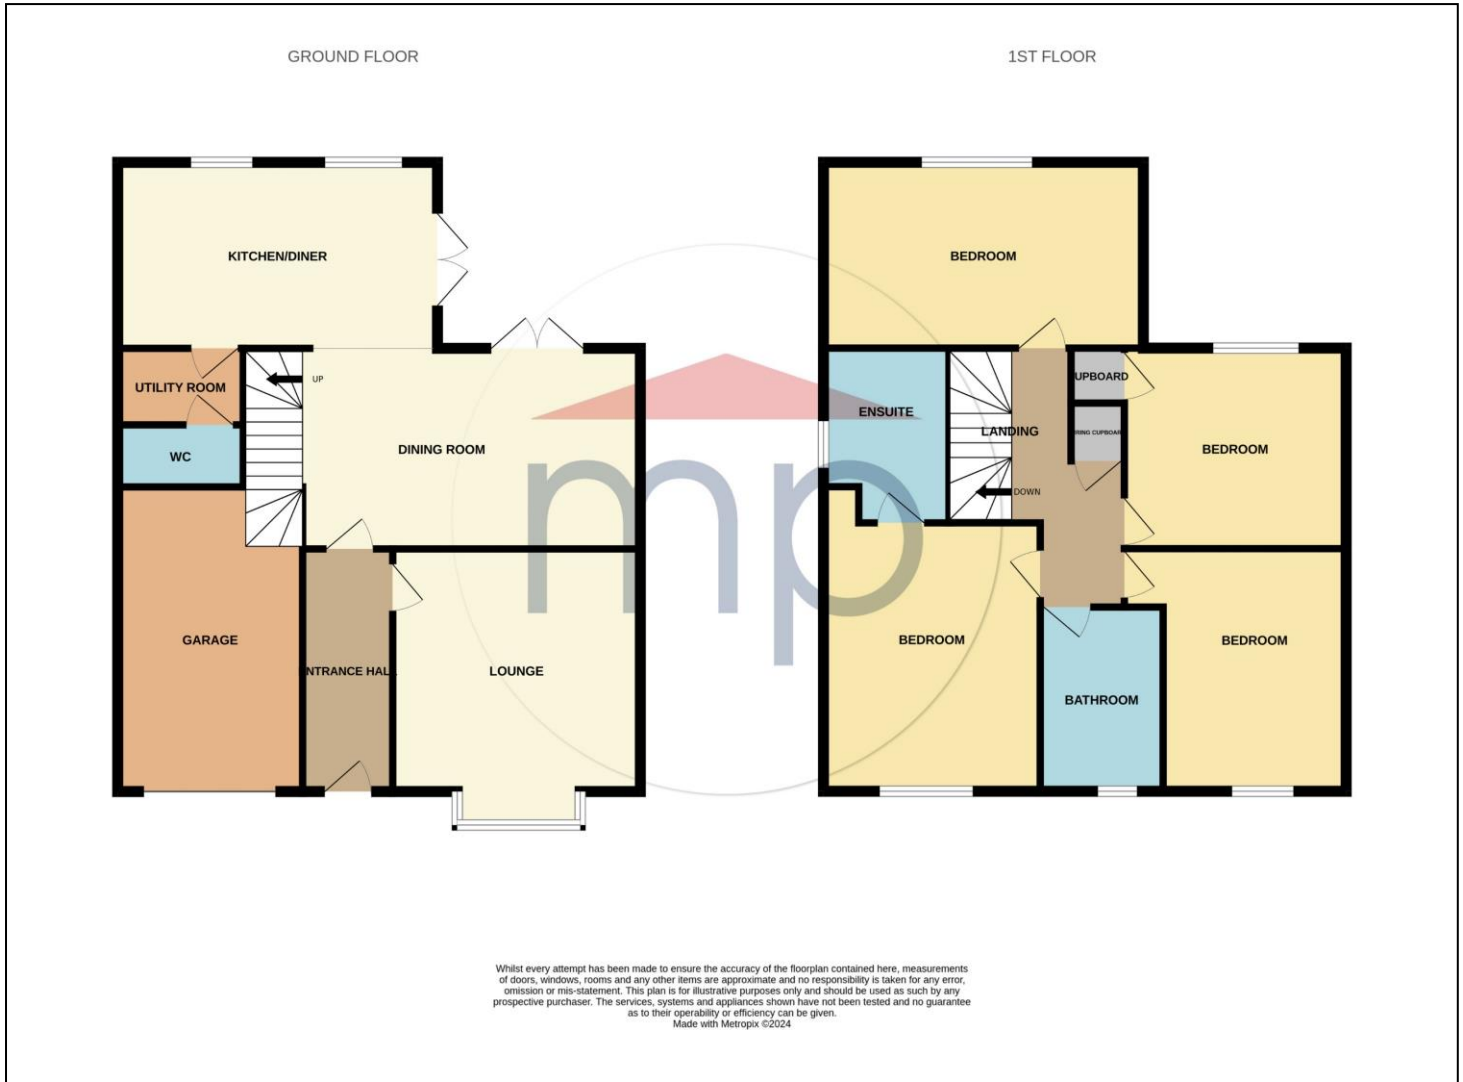 GROUND FLOOR
1ST FLOOR
KITCHEN/DINER
UTILITY ROOM
UP
WC
DINING ROOM
GARAGE
NTRANCE HAL
LOUNGE
BEDROOM
UPBOARD
ENSUITE
LANDING
RING CUPBOAR
BEDROOM
DOWN
BEDROOM
BEDROOM
BATHROOM
mp
Whilst every attempt has been made to ensure the accuracy of the floorplan contained here, measurements
of doors, windows, rooms and any other items are approximate and no responsibility is taken for any error,
omission or mis-statement. This plan is for illustrative purposes only and should be used as such by any
prospective purchaser. The services, systems and appliances shown have not been tested and no guarantee
as to their operability or efficiency can be given.
Made with Metropix ©2024